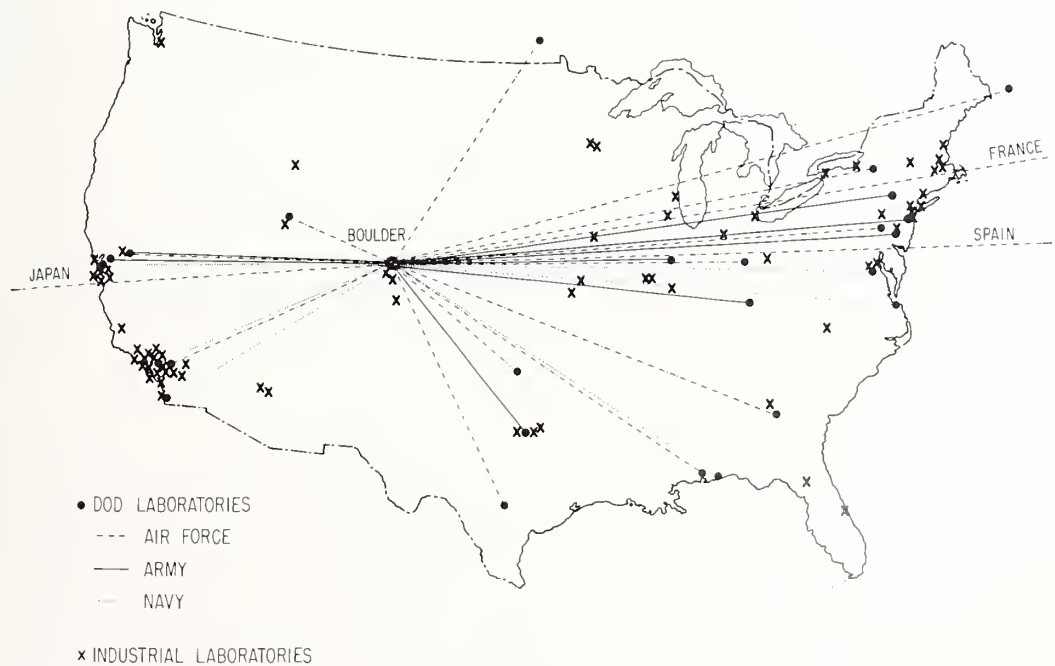 FRANCE
BOULDER
SPAIN
JAPAN
● DOD LABORATORIES
--- AIR FORCE
— ARMY
NAVY
x INDUSTRIAL LABORATORIES